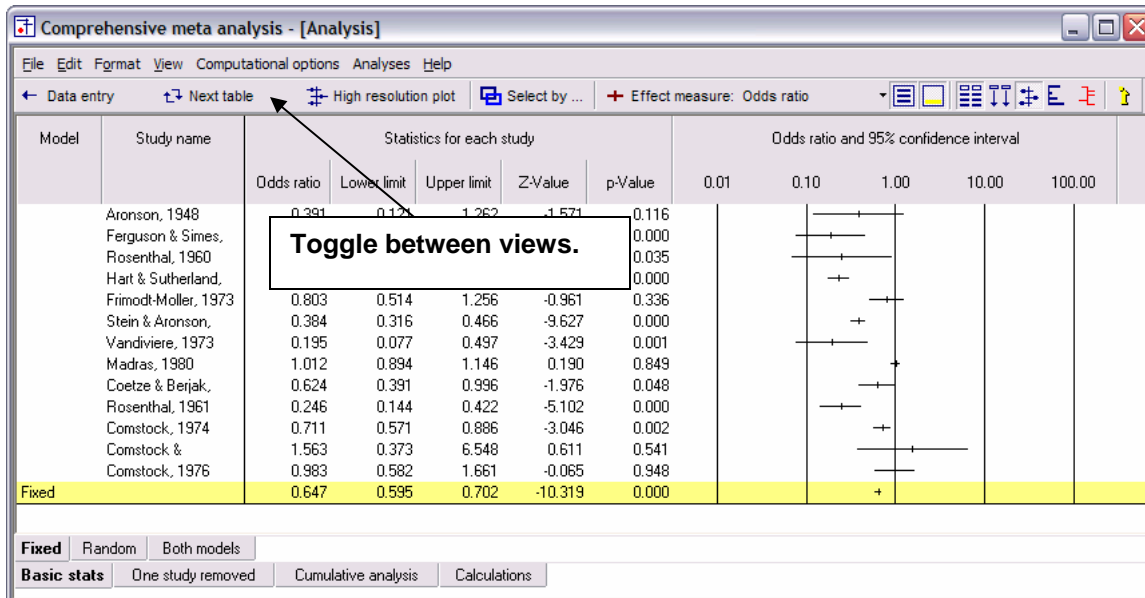 Comprehensive meta analysis - [Analysis]
File Edit Format View Computational options Analyses Help
Data entry Next table High resolution plot Select by ... Effect measure: Odds ratio
Model Study name Statistics for each study Odds ratio and 95% confidence interval
Odds ratio Lower limit Upper limit Z-Value p-Value 0.01 0.10 1.00 10.00 100.00
Aronson, 1948 0.391 0.121 1.262 -1.571 0.116
Ferguson & Simes, 0.000
Rosenthal, 1960 0.035
Hart & Sutherland, 0.000
Toggle between views.
Frimodt-Moller, 1973 0.803 0.514 1.256 -0.961 0.336
Stein & Aronson, 0.384 0.316 0.466 -9.627 0.000
Vandiviere, 1973 0.195 0.077 0.497 -3.429 0.001
Madras, 1980 1.012 0.894 1.146 0.190 0.849
Coetze & Berjak, 0.624 0.391 0.996 -1.976 0.048
Rosenthal, 1961 0.246 0.144 0.422 -5.102 0.000
Comstock, 1974 0.711 0.571 0.886 -3.046 0.002
Comstock & 1.563 0.373 6.548 0.611 0.541
Comstock, 1976 0.983 0.582 1.661 -0.065 0.948
Fixed 0.647 0.595 0.702 -10.319 0.000
Fixed Random Both models
Basic stats One study removed Cumulative analysis Calculations